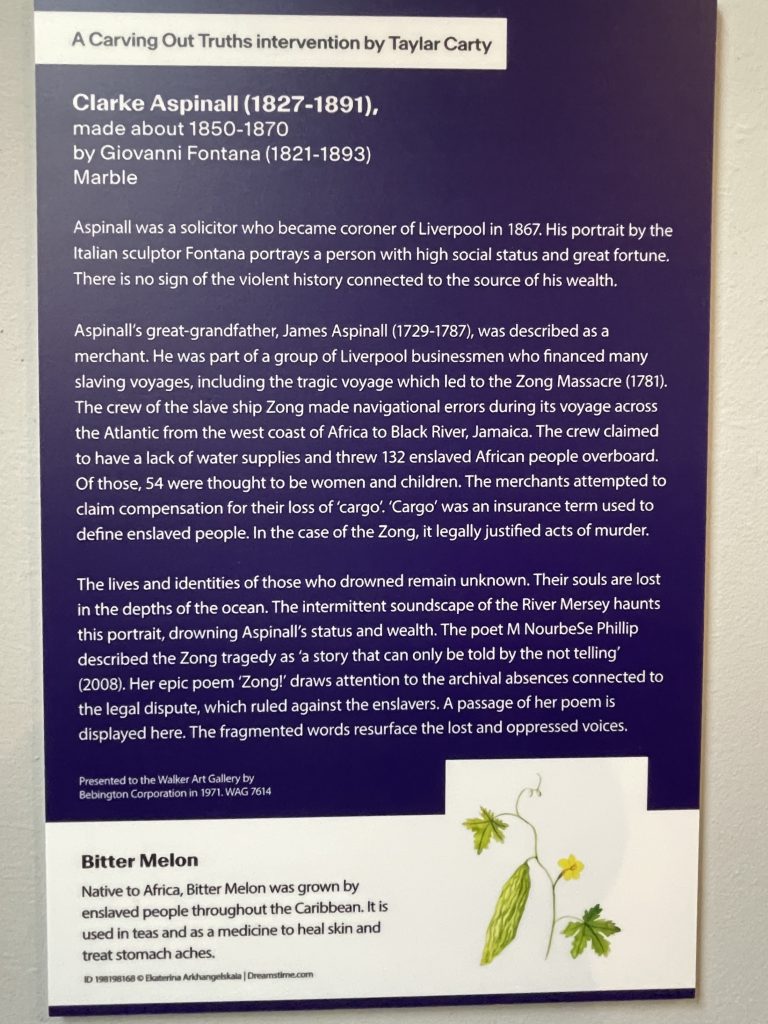 A Carving Out Truths intervention by Taylar Carty
Clarke Aspinall (1827-1891),
made about 1850-1870
by Giovanni Fontana (1821-1893)
Marble
Aspinall was a solicitor who became coroner of Liverpool in 1867. His portrait by the
Italian sculptor Fontana portrays a person with high social status and great fortune.
There is no sign of the violent history connected to the source of his wealth.
Aspinall's great-grandfather, James Aspinall (1729-1787), was described as a
merchant. He was part of a group of Liverpool businessmen who financed many
slaving voyages, including the tragic voyage which led to the Zong Massacre (1781).
The crew of the slave ship Zong made navigational errors during its voyage across
the Atlantic from the west coast of Africa to Black River, Jamaica. The crew claimed
to have a lack of water supplies and threw 132 enslaved African people overboard.
Of those, 54 were thought to be women and children. The merchants attempted to
claim compensation for their loss of 'cargo'. 'Cargo' was an insurance term used to
define enslaved people. In the case of the Zong, it legally justified acts of murder.
The lives and identities of those who drowned remain unknown. Their souls are lost
in the depths of the ocean. The intermittent soundscape of the River Mersey haunts
this portrait, drowning Aspinall's status and wealth. The poet M NourbeSe Phillip
described the Zong tragedy as 'a story that can only be told by the not telling'
(2008). Her epic poem 'Zong!' draws attention to the archival absences connected to
the legal dispute, which ruled against the enslavers. A passage of her poem is
displayed here. The fragmented words resurface the lost and oppressed voices.
Presented to the Walker Art Gallery by
Bebington Corporation in 1971. WAG 7614
Bitter Melon
Native to Africa, Bitter Melon was grown by
enslaved people throughout the Caribbean. It is
used in teas and as a medicine to heal skin and
treat stomach aches.
ID 198198168 © Ekaterina Arkhangelskaia | Dreamstime.com